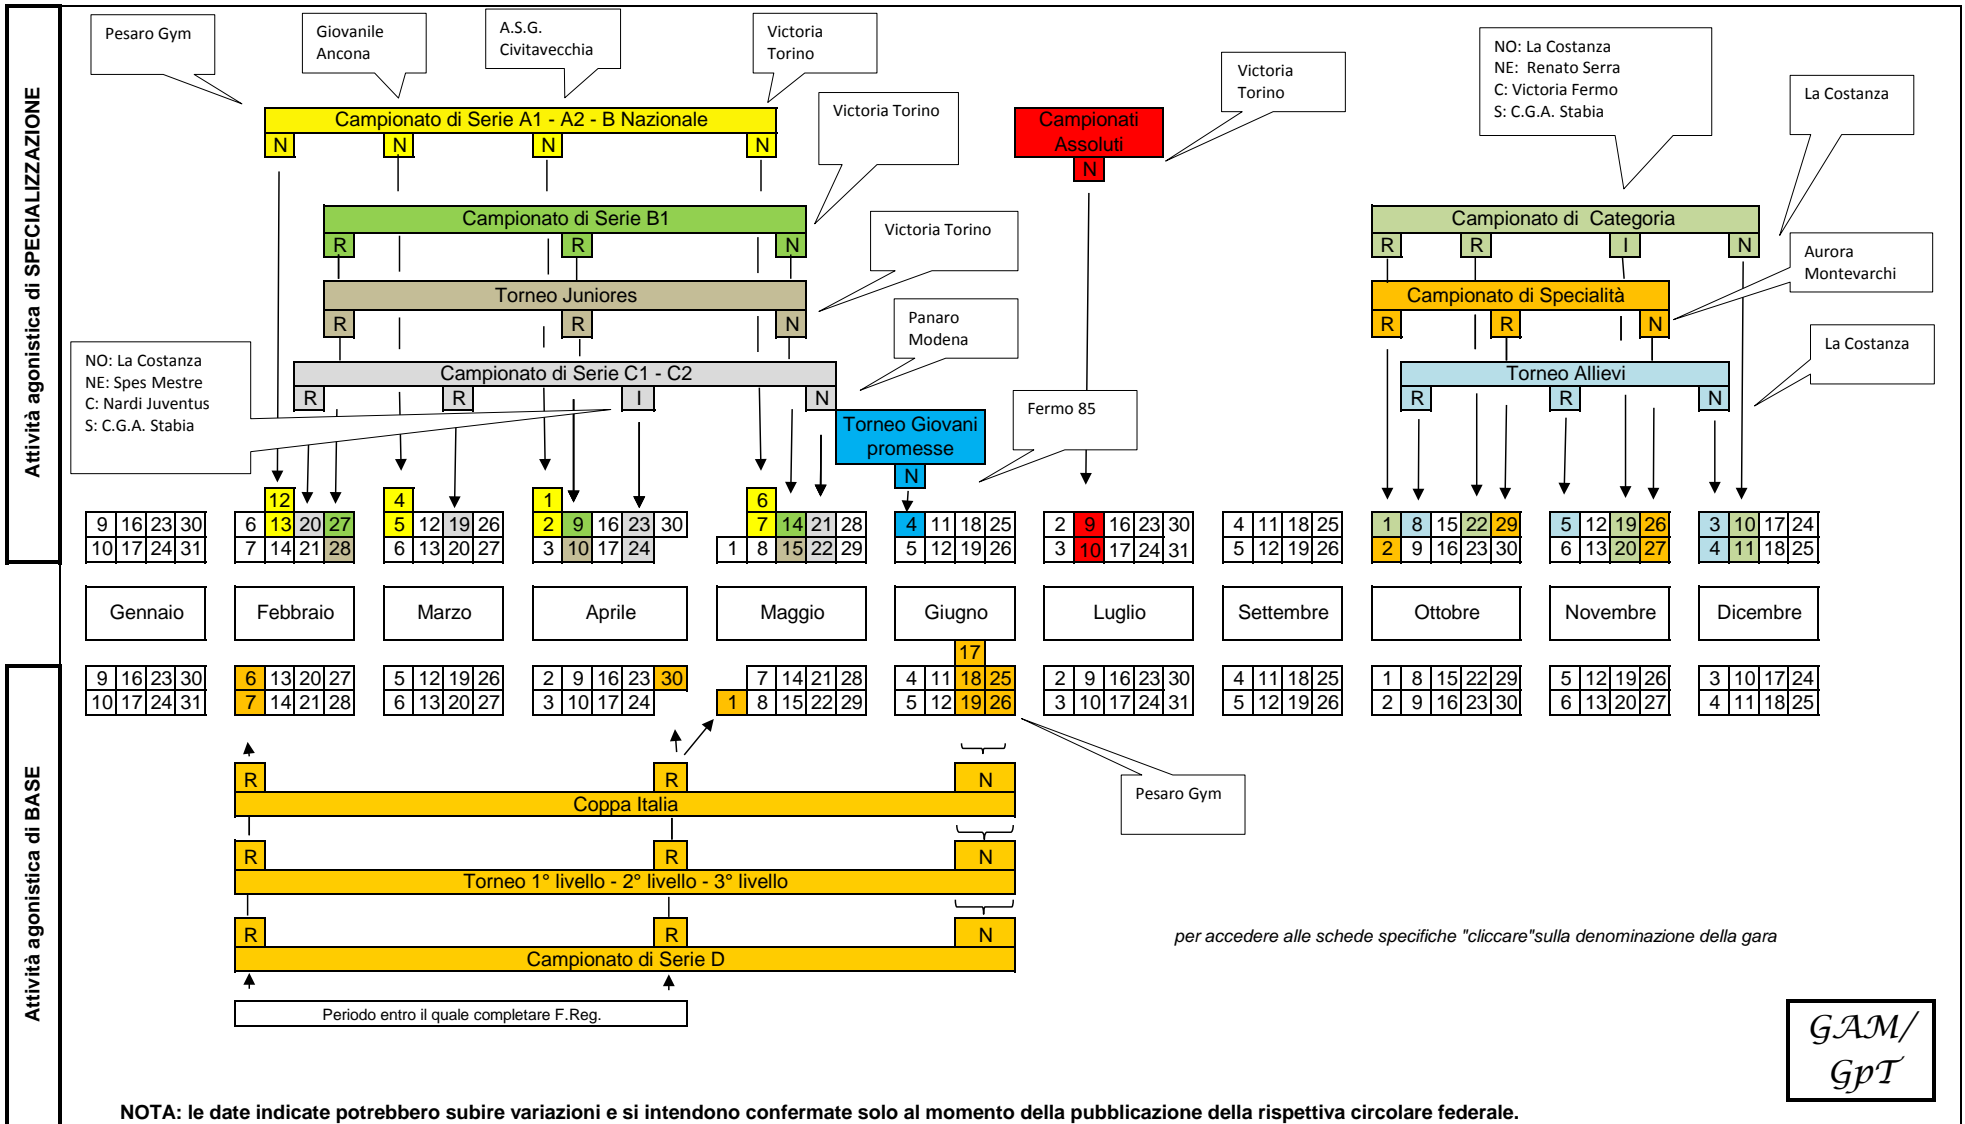 Attività agonistica di SPECIALIZZAZIONE
Pesaro Gym
Giovanile
Ancona
A.S.G.
Civitavecchia
Victoria
Torino
Campionato di Serie A1 - A2 - B Nazionale
N N N N
Victoria Torino
Campionato di Serie B1
R R N
Victoria Torino
Torneo Juniores
R R N
Panaro
Modena
Campionato di Serie C1 - C2
R R I N
NO: La Costanza
NE: Spes Mestre
C: Nardi Juventus
S: C.G.A. Stabia
Torneo Giovani
promesse
N
Fermo 85
Campionati
Assoluti
N
Victoria
Torino
NO: La Costanza
NE: Renato Serra
C: Victoria Fermo
S: C.G.A. Stabia
La Costanza
Campionato di Categoria
R R I N
Aurora
Montevarchi
Campionato di Specialità
R R N
La Costanza
Torneo Allievi
R R N
12 4 1 6
9 16 23 30 6 13 20 27 5 12 19 26 2 9 16 23 30 7 14 21 28 4 11 18 25 2 9 16 23 30 4 11 18 25 1 8 15 22 29 5 12 19 26 3 10 17 24
10 17 24 31 7 14 21 28 6 13 20 27 3 10 17 24 1 8 15 22 29 5 12 19 26 3 10 17 24 31 5 12 19 26 2 9 16 23 30 6 13 20 27 4 11 18 25
Gennaio Febbraio Marzo Aprile Maggio Giugno Luglio Settembre Ottobre Novembre Dicembre
17
9 16 23 30 6 13 20 27 5 12 19 26 2 9 16 23 30 7 14 21 28 4 11 18 25 2 9 16 23 30 4 11 18 25 1 8 15 22 29 5 12 19 26 3 10 17 24
10 17 24 31 7 14 21 28 6 13 20 27 3 10 17 24 1 8 15 22 29 5 12 19 26 3 10 17 24 31 5 12 19 26 2 9 16 23 30 6 13 20 27 4 11 18 25
Attività agonistica di BASE
R R N
Coppa Italia
Pesaro Gym
R R N
Torneo 1° livello - 2° livello - 3° livello
R R N
Campionato di Serie D
per accedere alle schede specifiche "cliccare"sulla denominazione della gara
Periodo entro il quale completare F.Reg.
GAM/
GpT
NOTA: le date indicate potrebbero subire variazioni e si intendono confermate solo al momento della pubblicazione della rispettiva circolare federale.